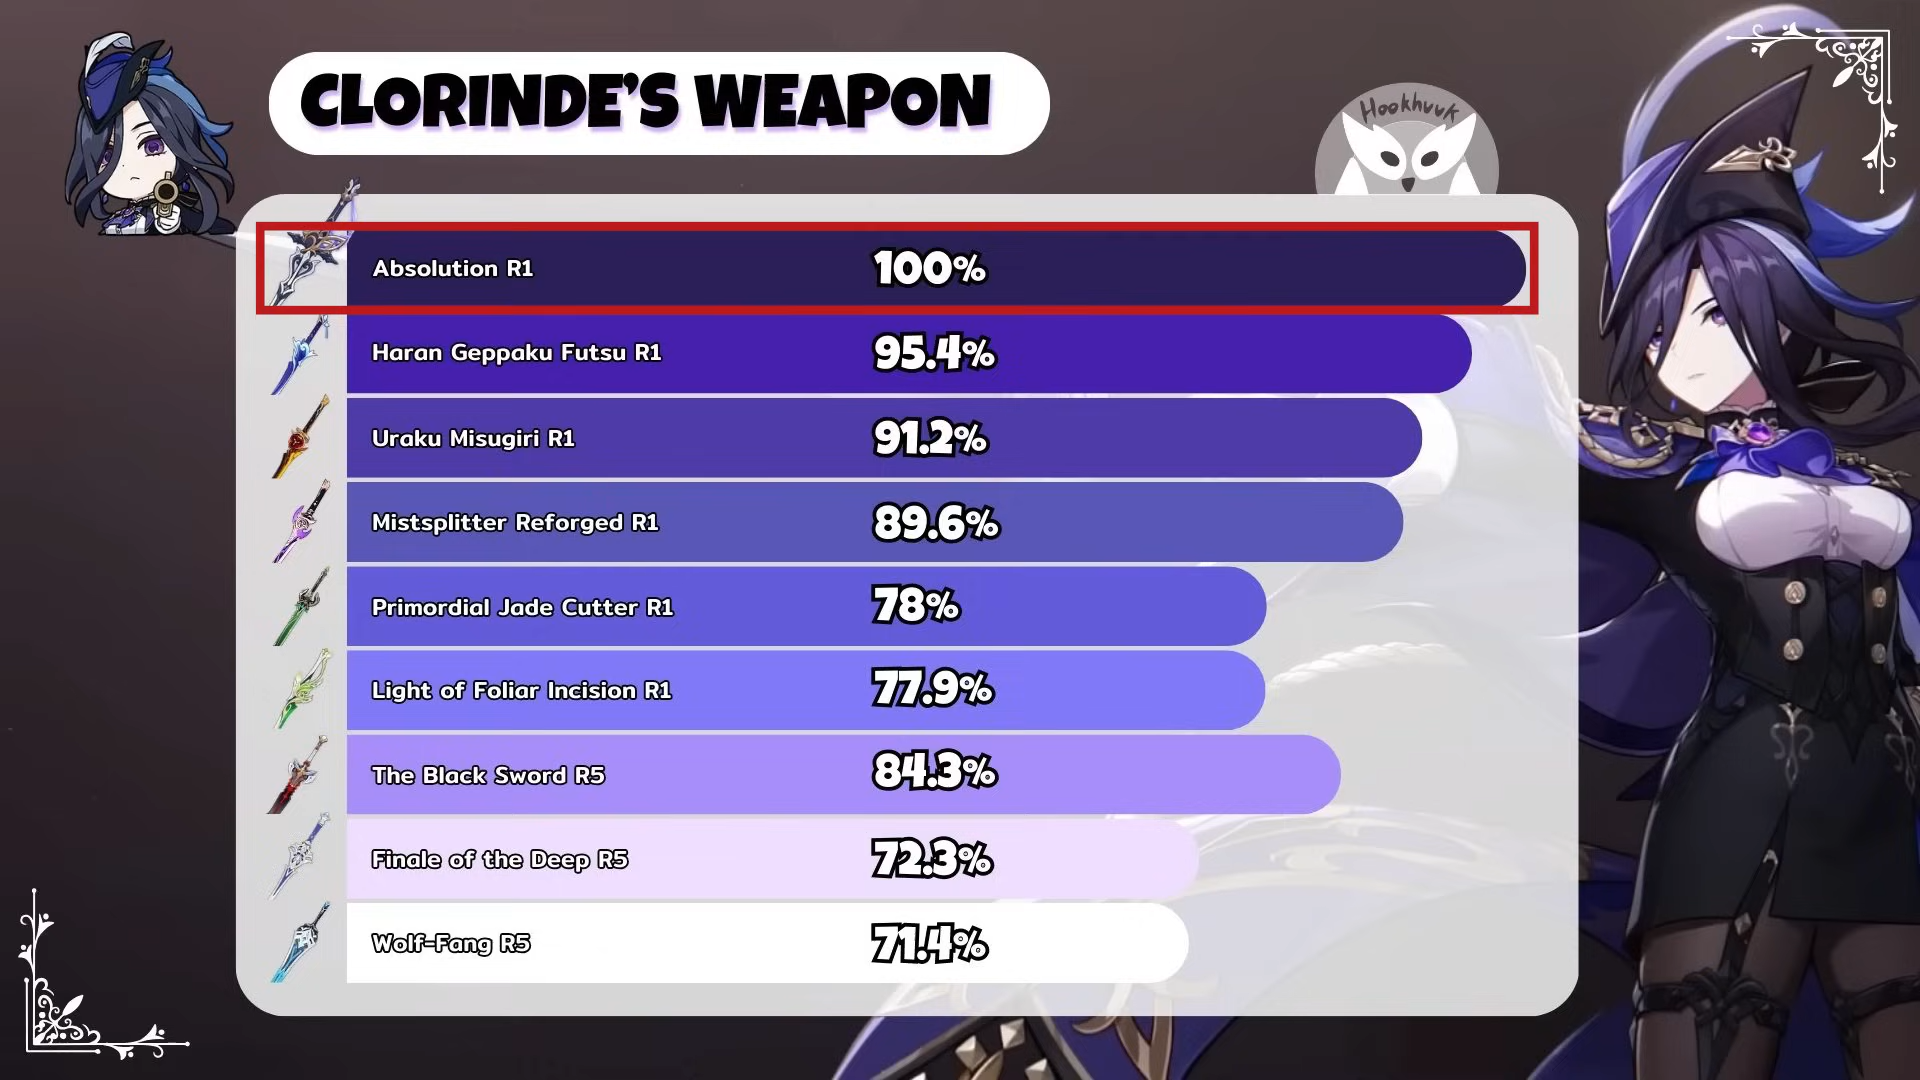 CLORINDE'S WEAPON
Hookhuuk
Absolution R1 100%
Haran Geppaku Futsu R1 95.4%
Uraku Misugiri R1 91.2%
Mistsplitter Reforged R1 89.6%
Primordial Jade Cutter R1 78%
Light of Foliar Incision R1 77.9%
The Black Sword R5 84.3%
Finale of the Deep R5 72.3%
Wolf-Fang R5 71.4%